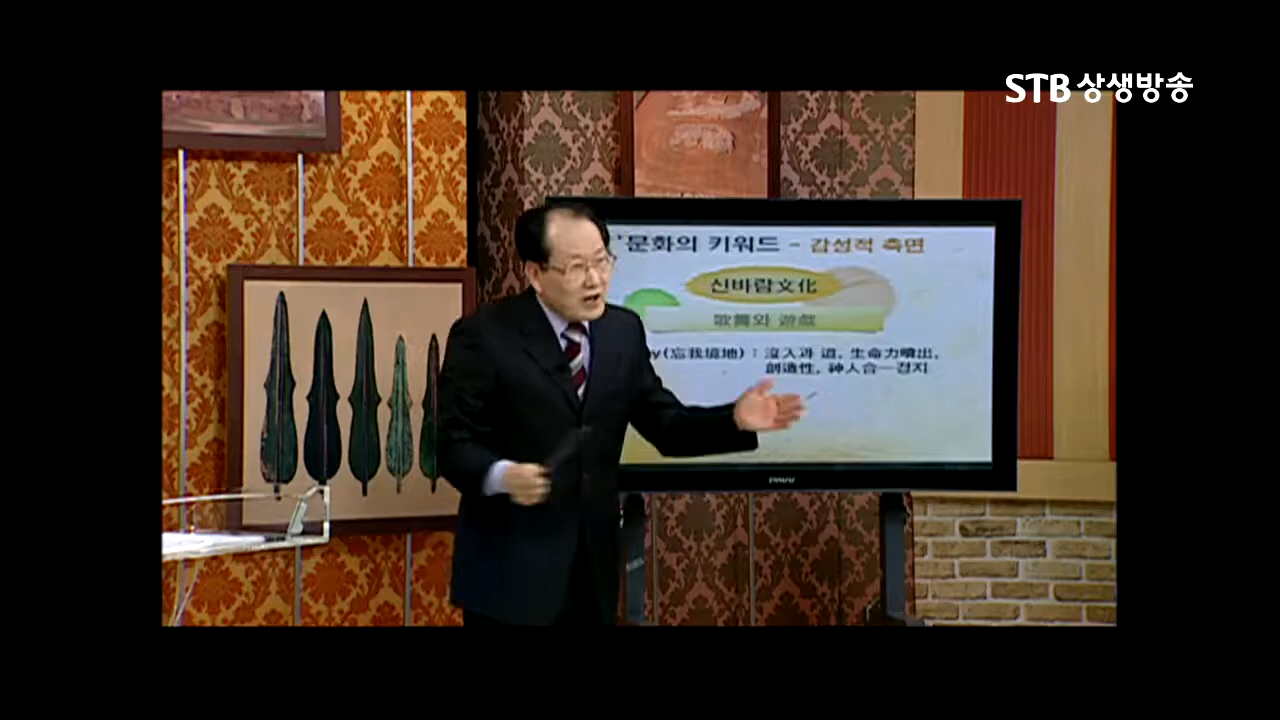 STB 상생방송
'문화의 키워드 - 감성적 측면
신바람文化
歌舞와 遊戱
y(忘我境地) : 沒入과 道, 生命力噴出,
創造性, 神人合一경지